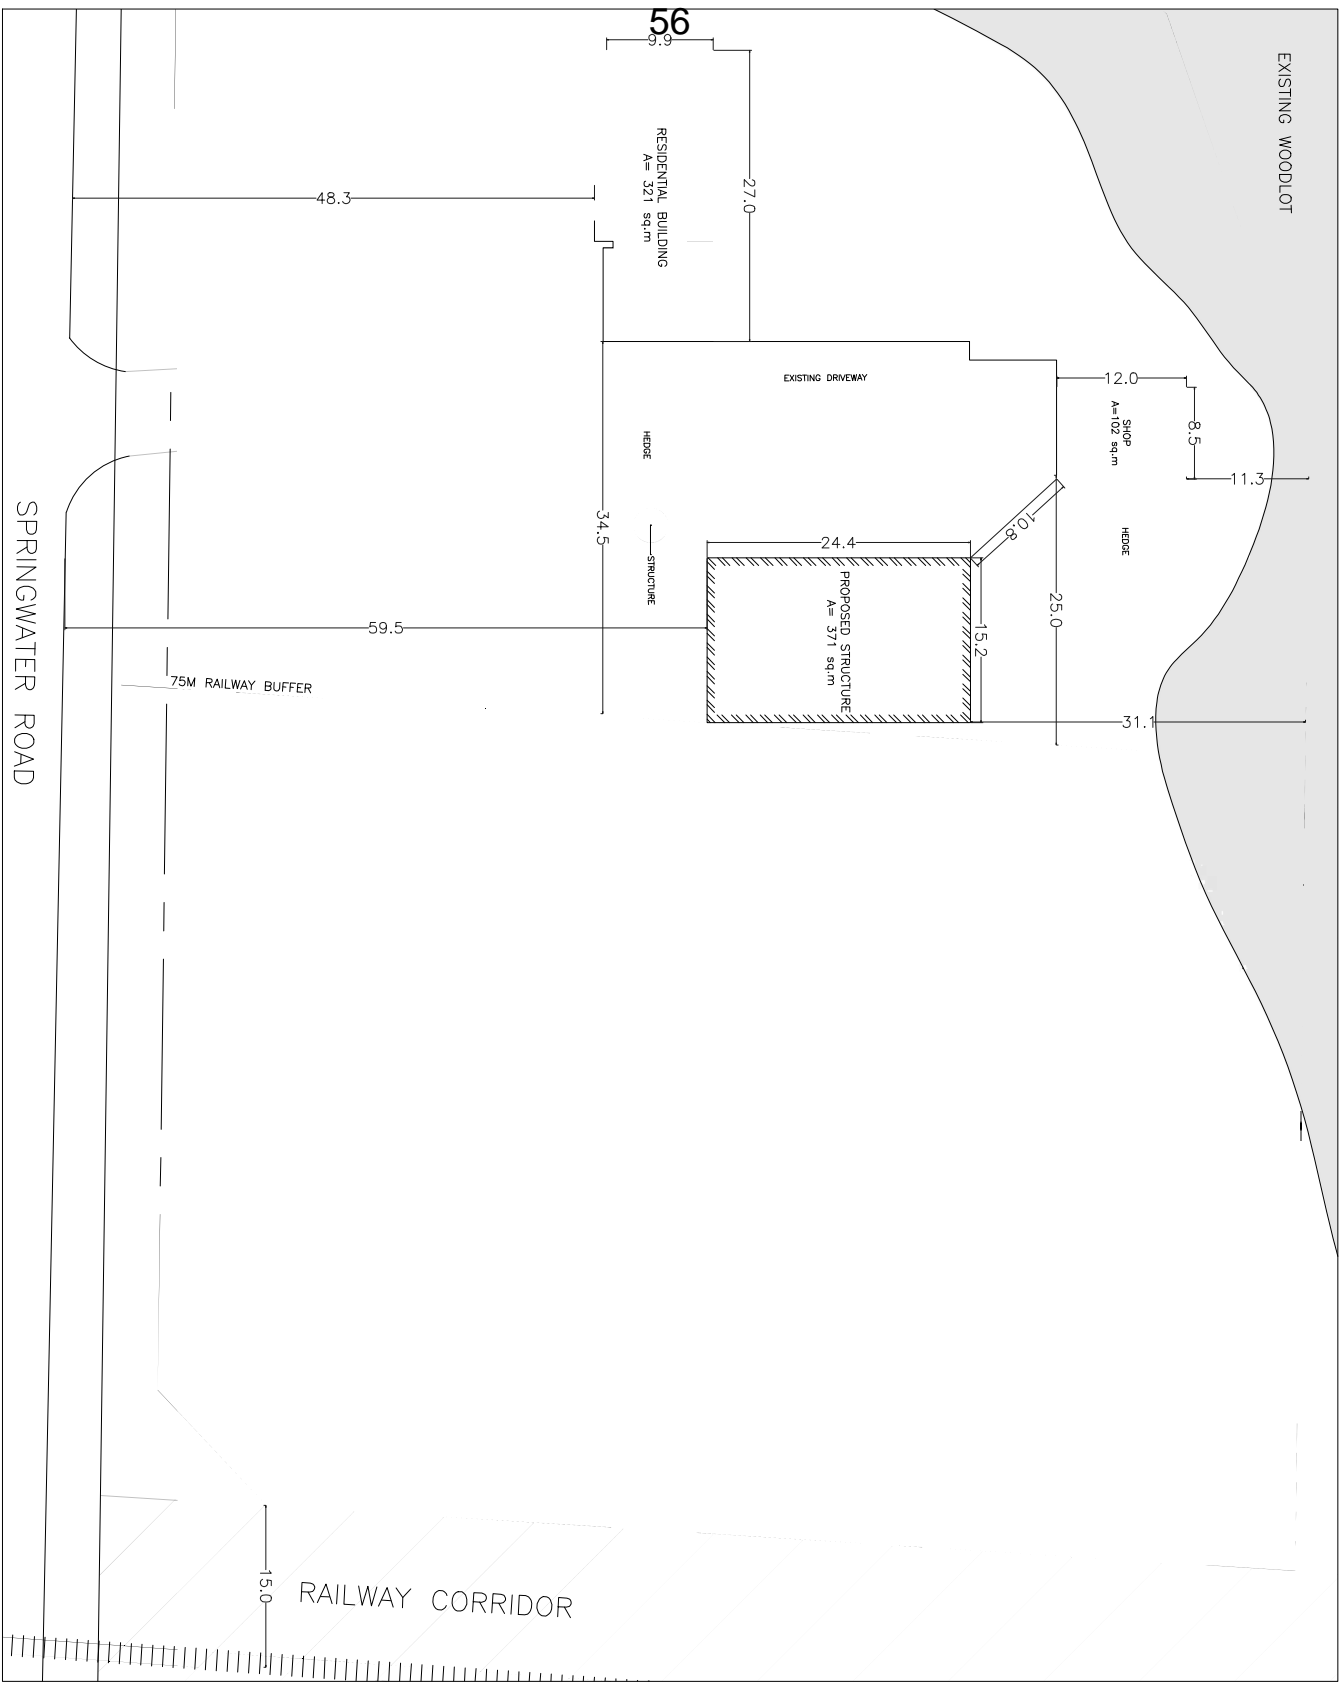 56
9.9
EXISTING WOODLOT
RESIDENTIAL BUILDING
A= 321 sq.m
27.0
48.3
EXISTING DRIVEWAY
12.0
SHOP
A=102 sq.m
8.5
11.3
HEDGE
HEDGE
34.5
10.8
24.4
STRUCTURE
PROPOSED STRUCTURE
A= 371 sq.m
15.2
25.0
59.5
31.1
75M RAILWAY BUFFER
SPRINGWATER ROAD
15.0
RAILWAY CORRIDOR